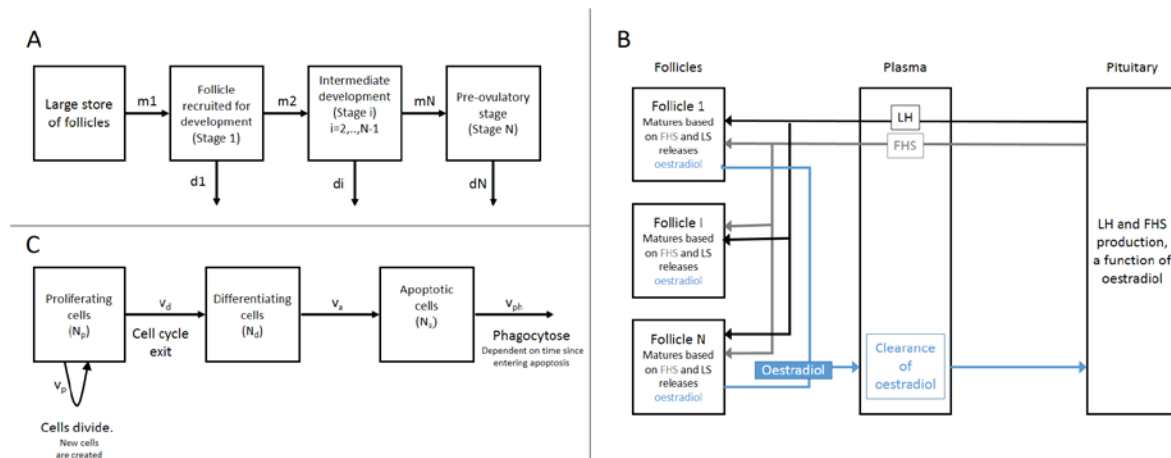 A
Large store
of follicles
m1
Follicle
recruited for
development
(Stage 1)
m2
Intermediate
development
(Stage i)
i=2,..,N-1
mN
Pre-ovulatory
stage
(Stage N)
d1
di
dN
B
Follicles
Plasma
Pituitary
Follicle 1
Matures based
on FHS and LS
releases
oestradiol
LH
FHS
Follicle I
Matures based
on FHS and LS
releases
oestradiol
LH and FHS
production,
a function of
oestradiol
Follicle N
Matures based
on FHS and LS
releases
oestradiol
Oestradiol
Clearance
of
oestradiol
C
Proliferating
cells
(Np)
vd
Cell cycle
exit
Differentiating
cells
(Nd)
va
Apoptotic
cells
(Na)
vph
Phagocytose
Dependent on time since
entering apoptosis
vp
Cells divide.
New cells
are created